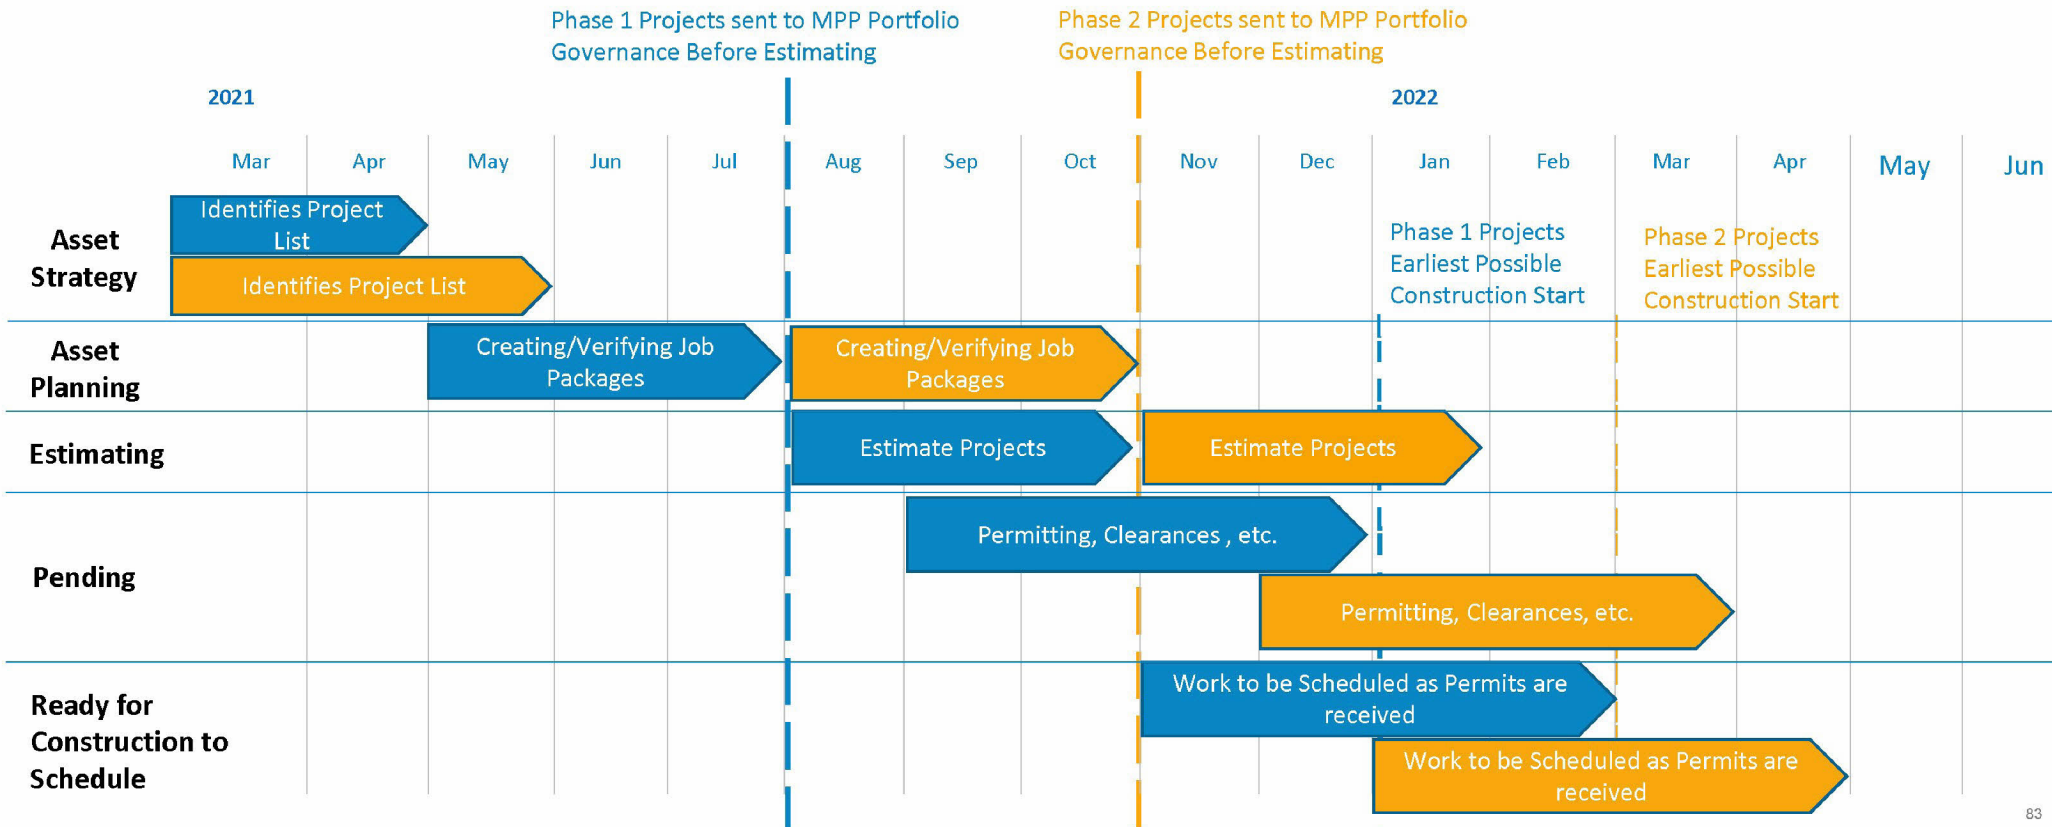 Phase 1 Projects sent to MPP Portfolio
Governance Before Estimating
Phase 2 Projects sent to MPP Portfolio
Governance Before Estimating
2021
2022
Mar
Apr
May
Jun
Jul
Aug
Sep
Oct
Nov
Dec
Jan
Feb
Mar
Apr
May
Jun
Asset
Strategy
Identifies Project
List
Identifies Project List
Phase 1 Projects
Earliest Possible
Construction Start
Phase 2 Projects
Earliest Possible
Construction Start
Asset
Planning
Creating/Verifying Job
Packages
Creating/Verifying Job
Packages
Estimating
Estimate Projects
Estimate Projects
Pending
Permitting, Clearances , etc.
Permitting, Clearances, etc.
Ready for
Construction to
Schedule
Work to be Scheduled as Permits are
received
Work to be Scheduled as Permits are
received
83